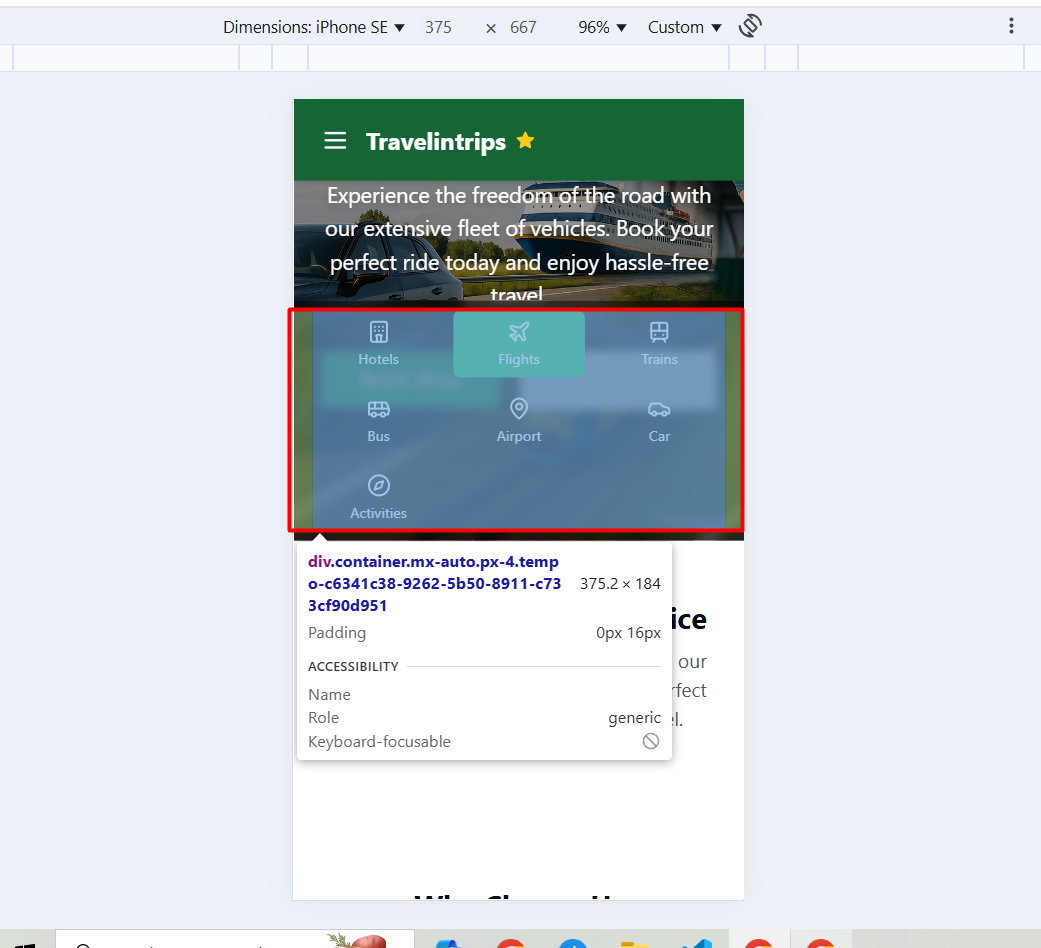 Dimensions: iPhone SE ▼ 375 × 667 96% ▼ Custom ▼
Travelintrips
Experience the freedom of the road with
our extensive fleet of vehicles. Book your
perfect ride today and enjoy hassle-free
travel
Hotels Flights Trains
Bus Airport Car
Activities
div.container.mx-auto.px-4.temp
o-c6341c38-9262-5b50-8911-c73
3cf90d951
375.2 × 184
Padding 0px 16px
ACCESSIBILITY
Name
Role generic
Keyboard-focusable
ice
our
rfect
el.